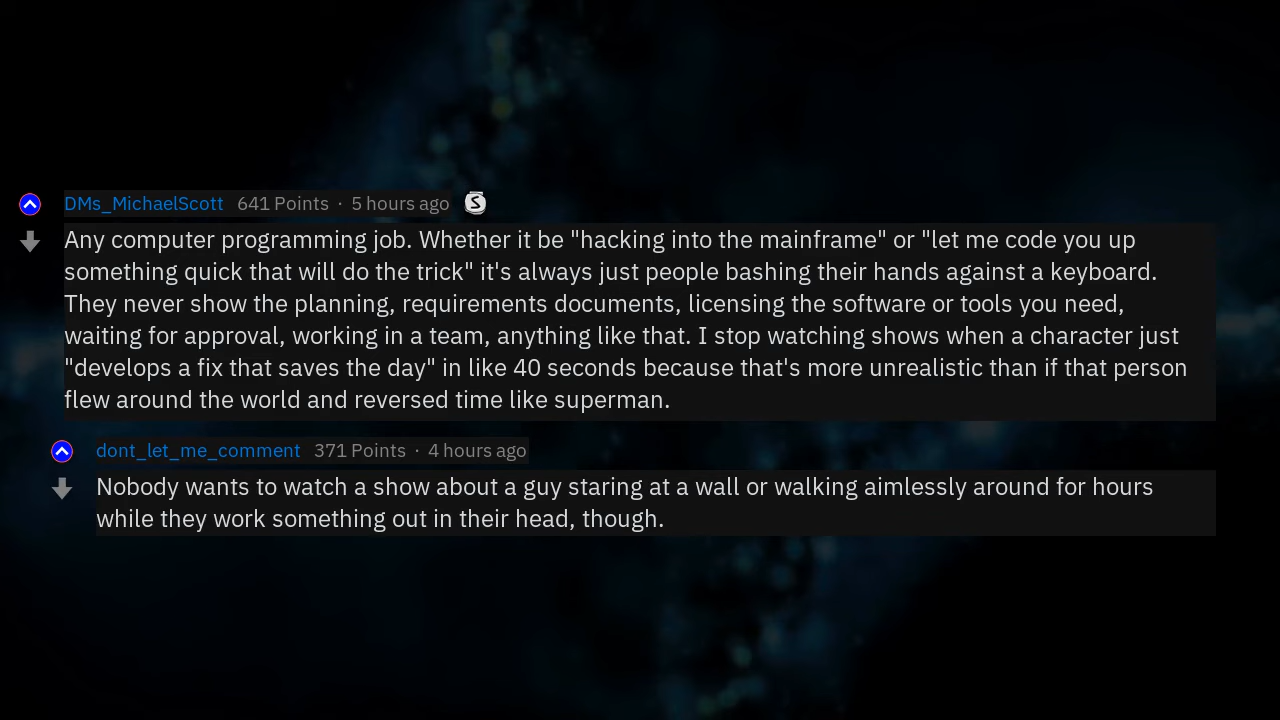 DMs_MichaelScott 641 Points · 5 hours ago S
Any computer programming job. Whether it be "hacking into the mainframe" or "let me code you up
something quick that will do the trick" it's always just people bashing their hands against a keyboard.
They never show the planning, requirements documents, licensing the software or tools you need,
waiting for approval, working in a team, anything like that. I stop watching shows when a character just
"develops a fix that saves the day" in like 40 seconds because that's more unrealistic than if that person
flew around the world and reversed time like superman.
dont_let_me_comment 371 Points · 4 hours ago
Nobody wants to watch a show about a guy staring at a wall or walking aimlessly around for hours
while they work something out in their head, though.